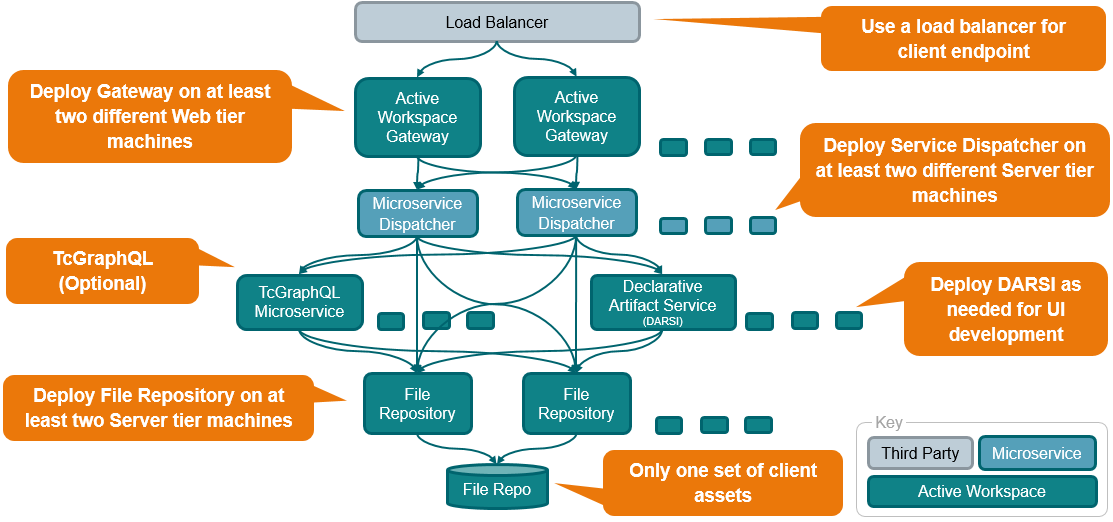 Load Balancer
Use a load balancer for
client endpoint
Deploy Gateway on at least
two different Web tier
machines
Active
Workspace
Gateway
Active
Workspace
Gateway
Deploy Service Dispatcher on
at least two different Server tier
machines
Microservice
Dispatcher
Microservice
Dispatcher
TcGraphQL
(Optional)
TcGraphQL
Microservice
Declarative
Artifact Service
(DARSI)
Deploy DARSI as
needed for UI
development
Deploy File Repository on at
least two Server tier machines
File
Repository
File
Repository
File Repo
Only one set of client
assets
Key
Third Party
Microservice
Active Workspace